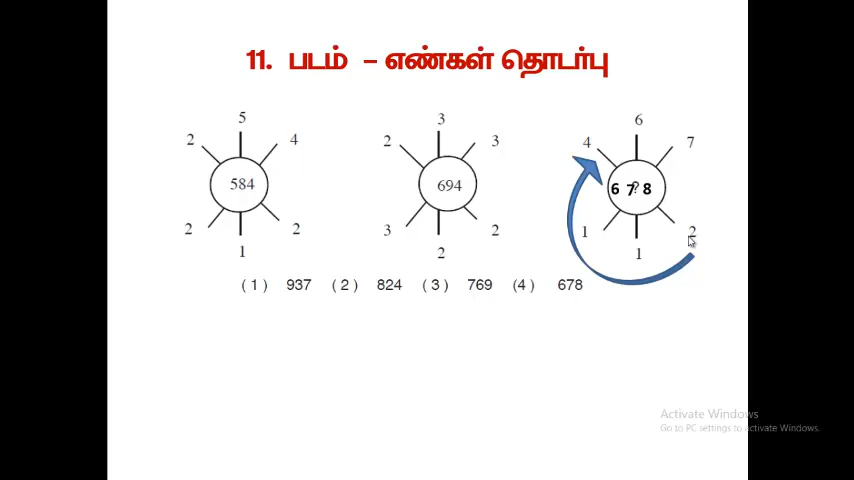 11. படம் – எண்கள் தொடர்பு
5 3 6
2 4 2 3 4 7
584 694 6 7 ? 8
2 2 3 2 1 2
1 2 1
( 1 ) 937 ( 2 ) 824 ( 3 ) 769 (4 ) 678
Activate Windows
Go to PC settings to activate Windows.